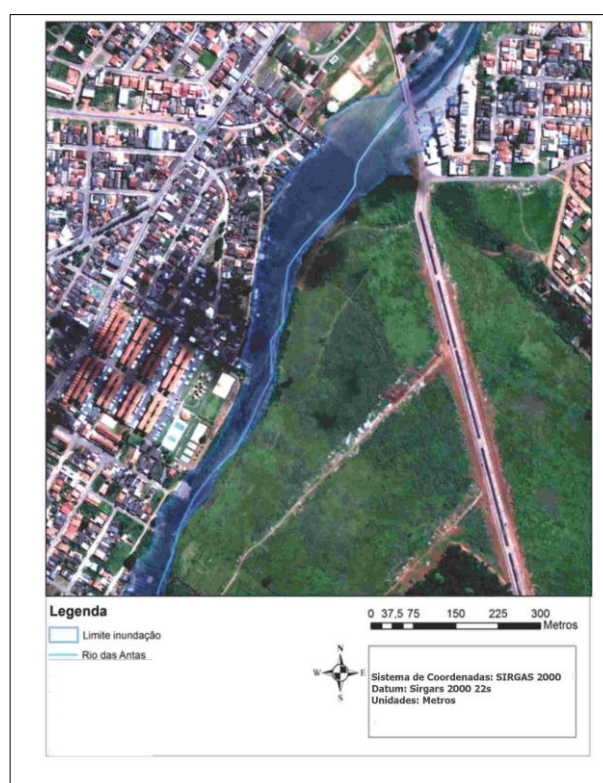 Legenda
Limite inundação
Rio das Antas
0 37,5 75 150 225 300
Metros
N
W E
S
Sistema de Coordenadas: SIRGAS 2000
Datum: Sirgars 2000 22s
Unidades: Metros